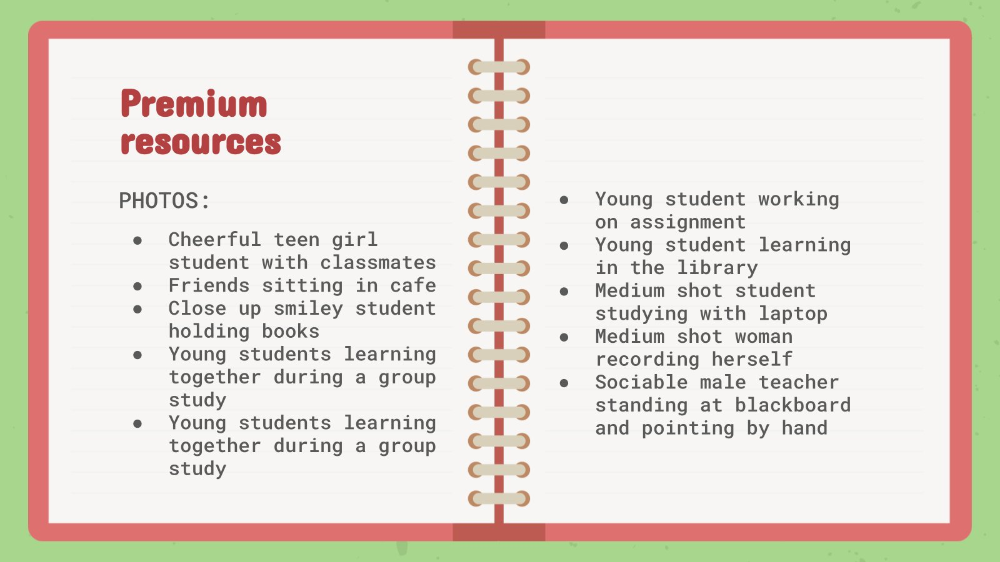 Premium
resources
PHOTOS:
● Cheerful teen girl
student with classmates
● Friends sitting in cafe
● Close up smiley student
holding books
● Young students learning
together during a group
study
● Young students learning
together during a group
study
● Young student working
on assignment
● Young student learning
in the library
● Medium shot student
studying with laptop
● Medium shot woman
recording herself
● Sociable male teacher
standing at blackboard
and pointing by hand